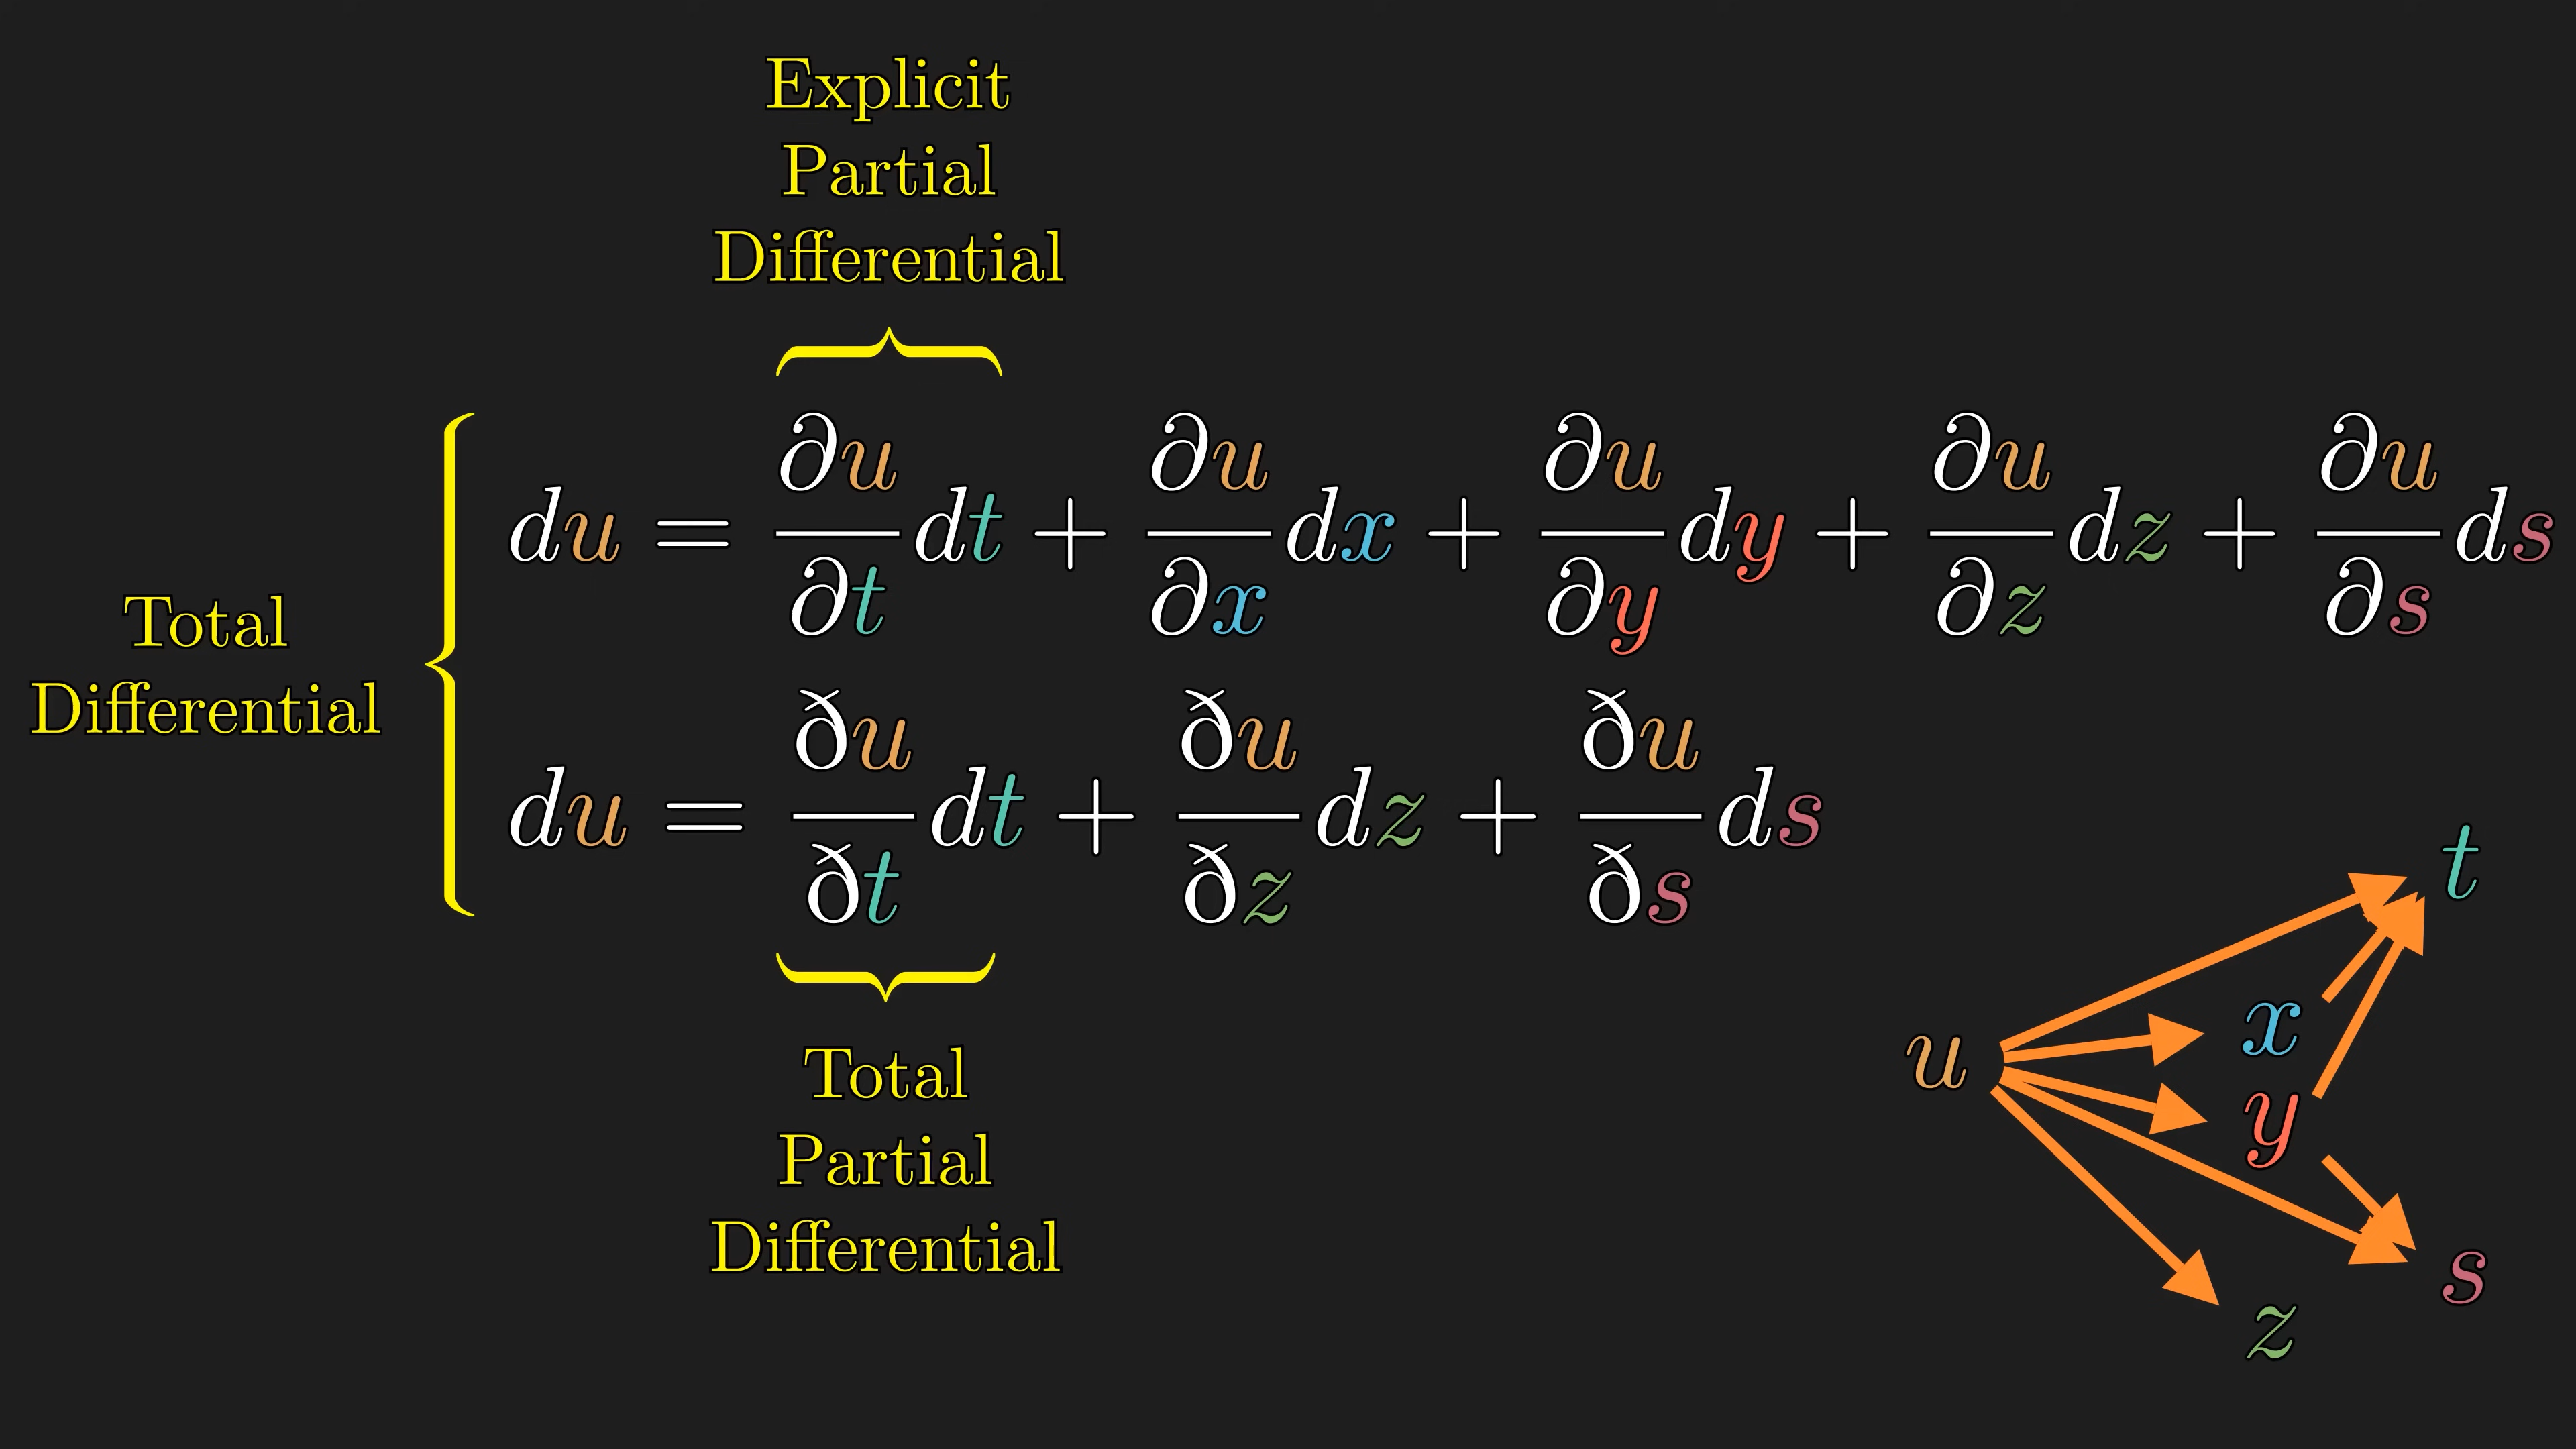 Explicit
Partial
Differential
du = ∂u/∂t dt + ∂u/∂x dx + ∂u/∂y dy + ∂u/∂z dz + ∂u/∂s ds
Total
Differential
du = ðu/ðt dt + ðu/ðz dz + ðu/ðs ds
Total
Partial
Differential
t
x
u
y
s
z